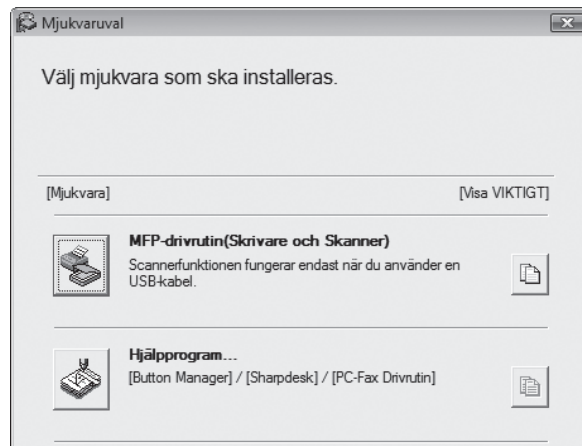 Mjukvaruval
Välj mjukvara som ska installeras.
[Mjukvara] [Visa VIKTIGT]
MFP-drivrutin(Skrivare och Skanner)
Scannerfunktionen fungerar endast när du använder en
USB-kabel.
Hjälpprogram...
[Button Manager] / [Sharpdesk] / [PC-Fax Drivrutin]